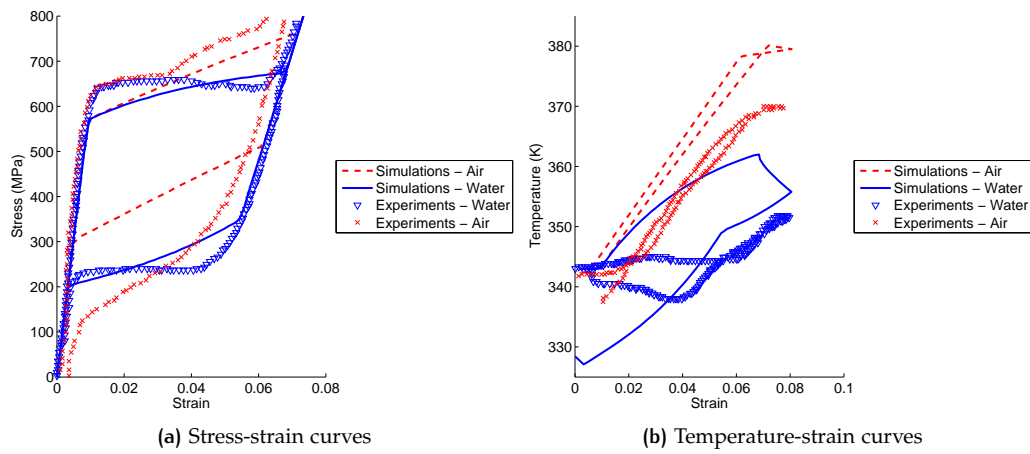 800
700
600
500
400
300
200
100
0
Stress (MPa)
0 0.02 0.04 0.06 0.08
Strain
Simulations – Air
Simulations – Water
Experiments – Water
Experiments – Air
(a) Stress-strain curves
380
370
360
350
340
330
Temperature (K)
0 0.02 0.04 0.06 0.08 0.1
Strain
Simulations – Air
Simulations – Water
Experiments – Water
Experiments – Air
(b) Temperature-strain curves